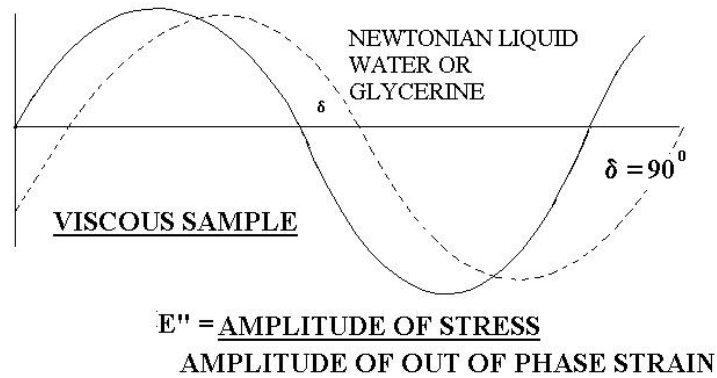 NEWTONIAN LIQUID
WATER OR
GLYCERINE
δ
δ = 90⁰
VISCOUS SAMPLE
E" = AMPLITUDE OF STRESS
AMPLITUDE OF OUT OF PHASE STRAIN